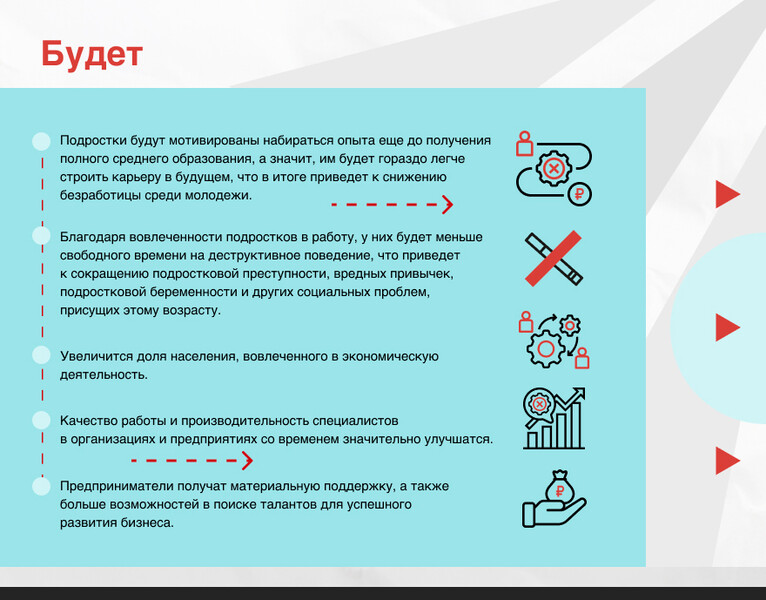 Будет
Подростки будут мотивированы набираться опыта еще до получения
полного среднего образования, а значит, им будет гораздо легче
строить карьеру в будущем, что в итоге приведет к снижению
безработицы среди молодежи.
Благодаря вовлеченности подростков в работу, у них будет меньше
свободного времени на деструктивное поведение, что приведет
к сокращению подростковой преступности, вредных привычек,
подростковой беременности и других социальных проблем,
присущих этому возрасту.
Увеличится доля населения, вовлеченного в экономическую
деятельность.
Качество работы и производительность специалистов
в организациях и предприятиях со временем значительно улучшатся.
Предприниматели получат материальную поддержку, а также
больше возможностей в поиске талантов для успешного
развития бизнеса.